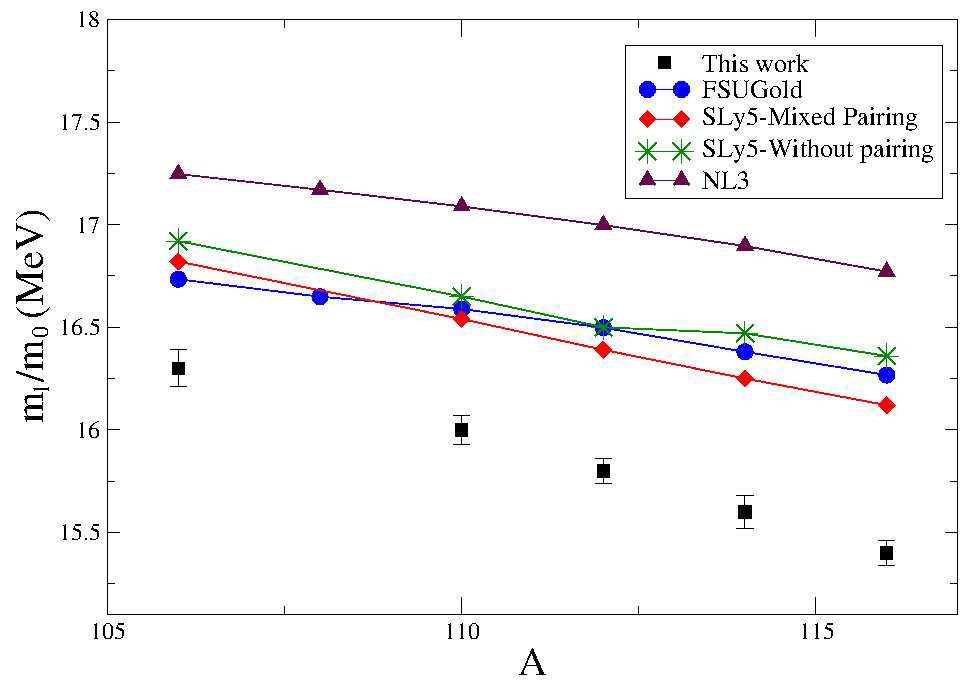 18
17.5
17
16.5
16
15.5
m₁/m₀ (MeV)
This work
FSUGold
SLy5-Mixed Pairing
SLy5-Without pairing
NL3
105
110
115
A